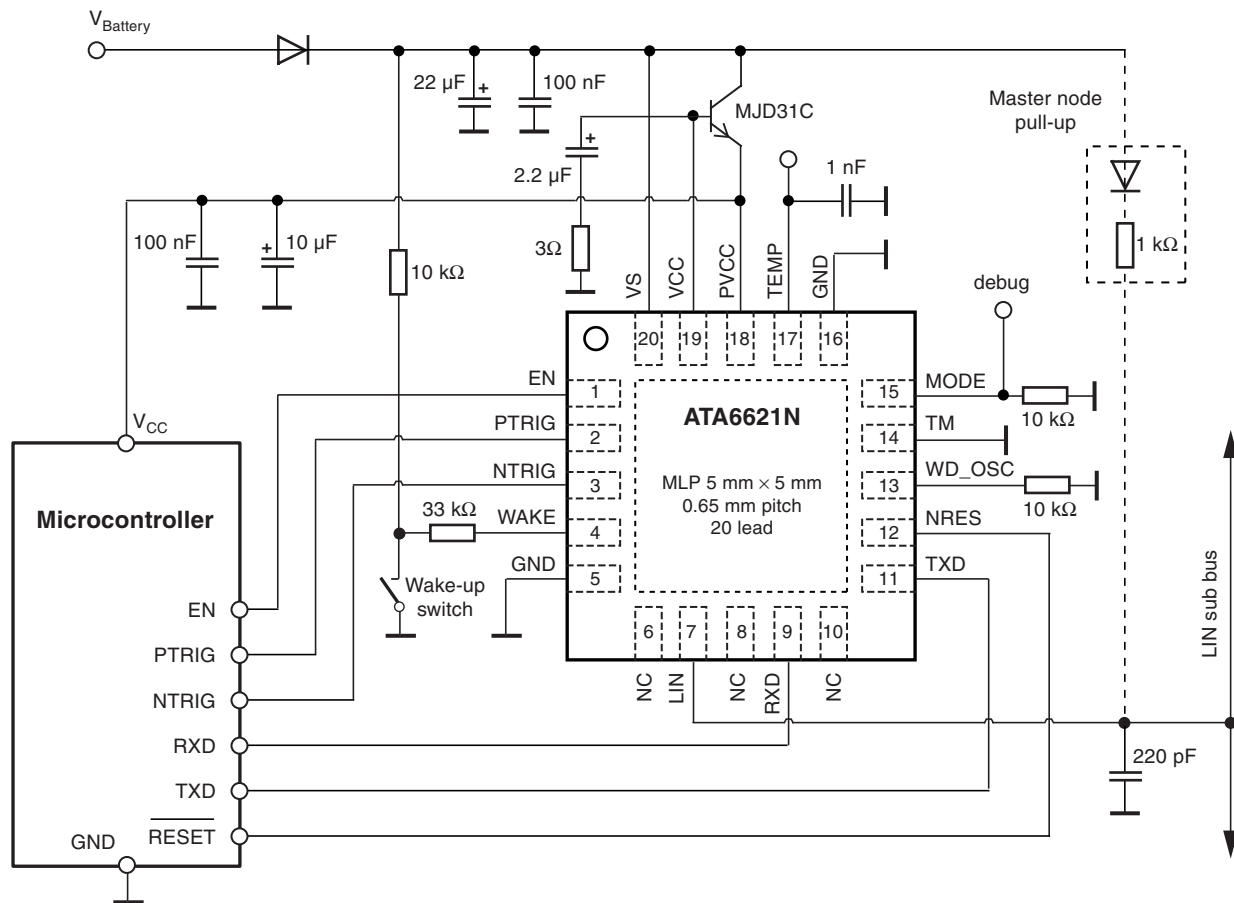 VBattery
22 µF
+
100 nF
MJD31C
Master node
pull-up
+
2.2 µF
1 nF
100 nF
+
10 µF
10 kΩ
3Ω
1 kΩ
VS
VCC
PVCC
TEMP
GND
debug
20
19
18
17
16
EN
1
ATA6621N
15
MODE
10 kΩ
VCC
PTRIG
2
14
TM
NTRIG
3
MLP 5 mm × 5 mm
0.65 mm pitch
20 lead
13
WD_OSC
10 kΩ
Microcontroller
33 kΩ
WAKE
4
12
NRES
GND
5
11
TXD
Wake-up
switch
EN
6
7
8
9
10
LIN sub bus
PTRIG
NC
LIN
NC
RXD
NC
NTRIG
RXD
220 pF
TXD
GND
RESET